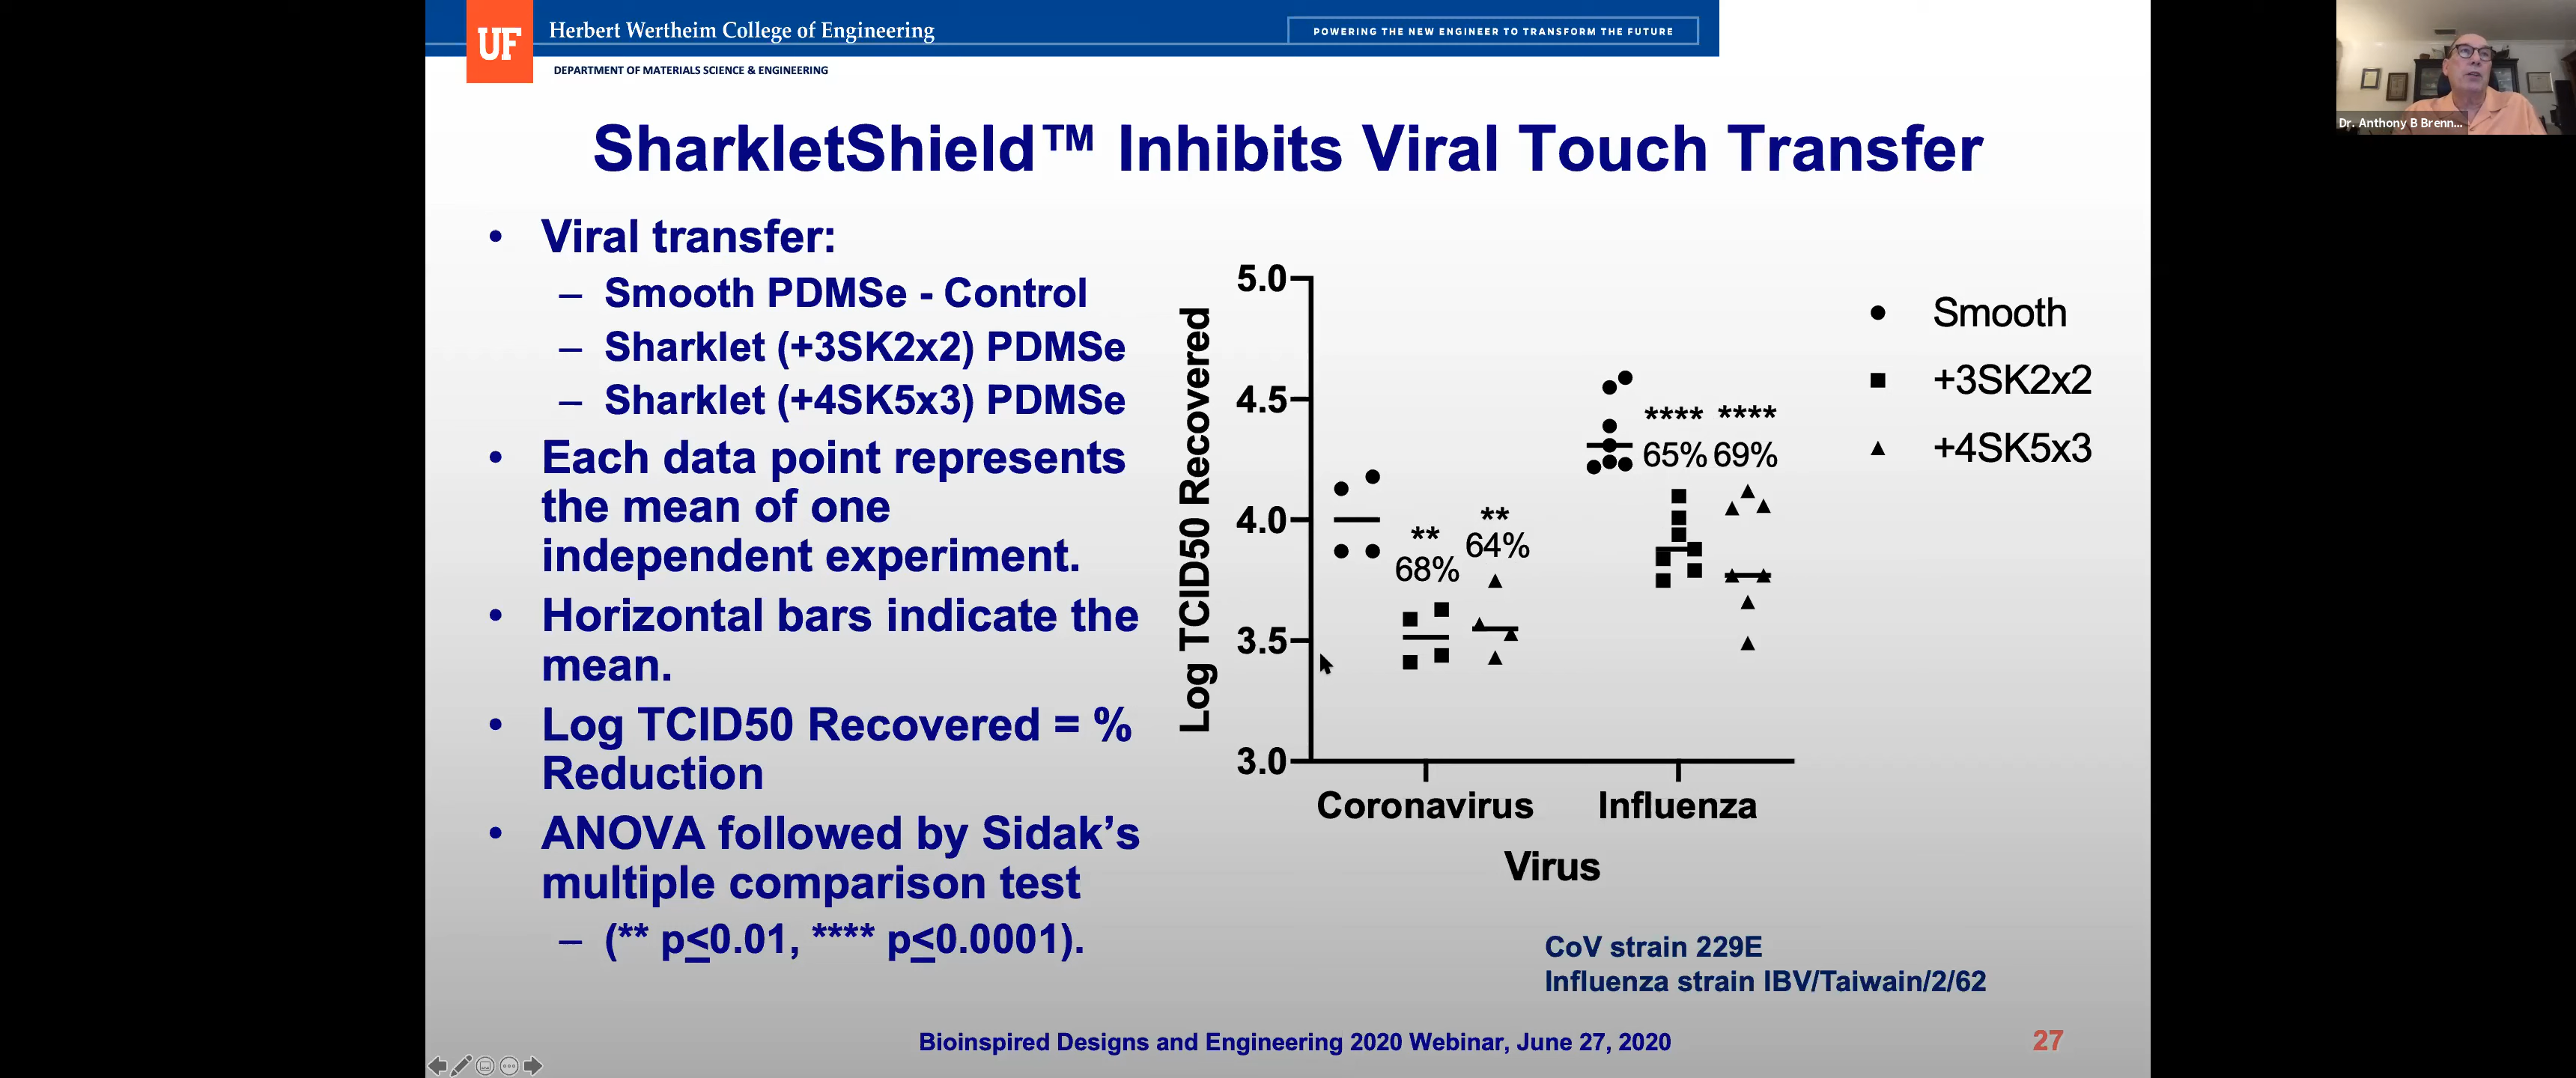 UF
Herbert Wertheim College of Engineering
POWERING THE NEW ENGINEER TO TRANSFORM THE FUTURE
DEPARTMENT OF MATERIALS SCIENCE & ENGINEERING
Dr. Anthony B Brenn...
SharkletShield™ Inhibits Viral Touch Transfer
• Viral transfer:
– Smooth PDMSe - Control
– Sharklet (+3SK2x2) PDMSe
– Sharklet (+4SK5x3) PDMSe
• Each data point represents
the mean of one
independent experiment.
• Horizontal bars indicate the
mean.
• Log TCID50 Recovered = %
Reduction
• ANOVA followed by Sidak's
multiple comparison test
– (** p≤0.01, **** p≤0.0001).
Log TCID50 Recovered
5.0
4.5
4.0
3.5
3.0
**
68%
**
64%
**** ****
65% 69%
Coronavirus
Influenza
Virus
Smooth
+3SK2x2
+4SK5x3
CoV strain 229E
Influenza strain IBV/Taiwain/2/62
Bioinspired Designs and Engineering 2020 Webinar, June 27, 2020
27